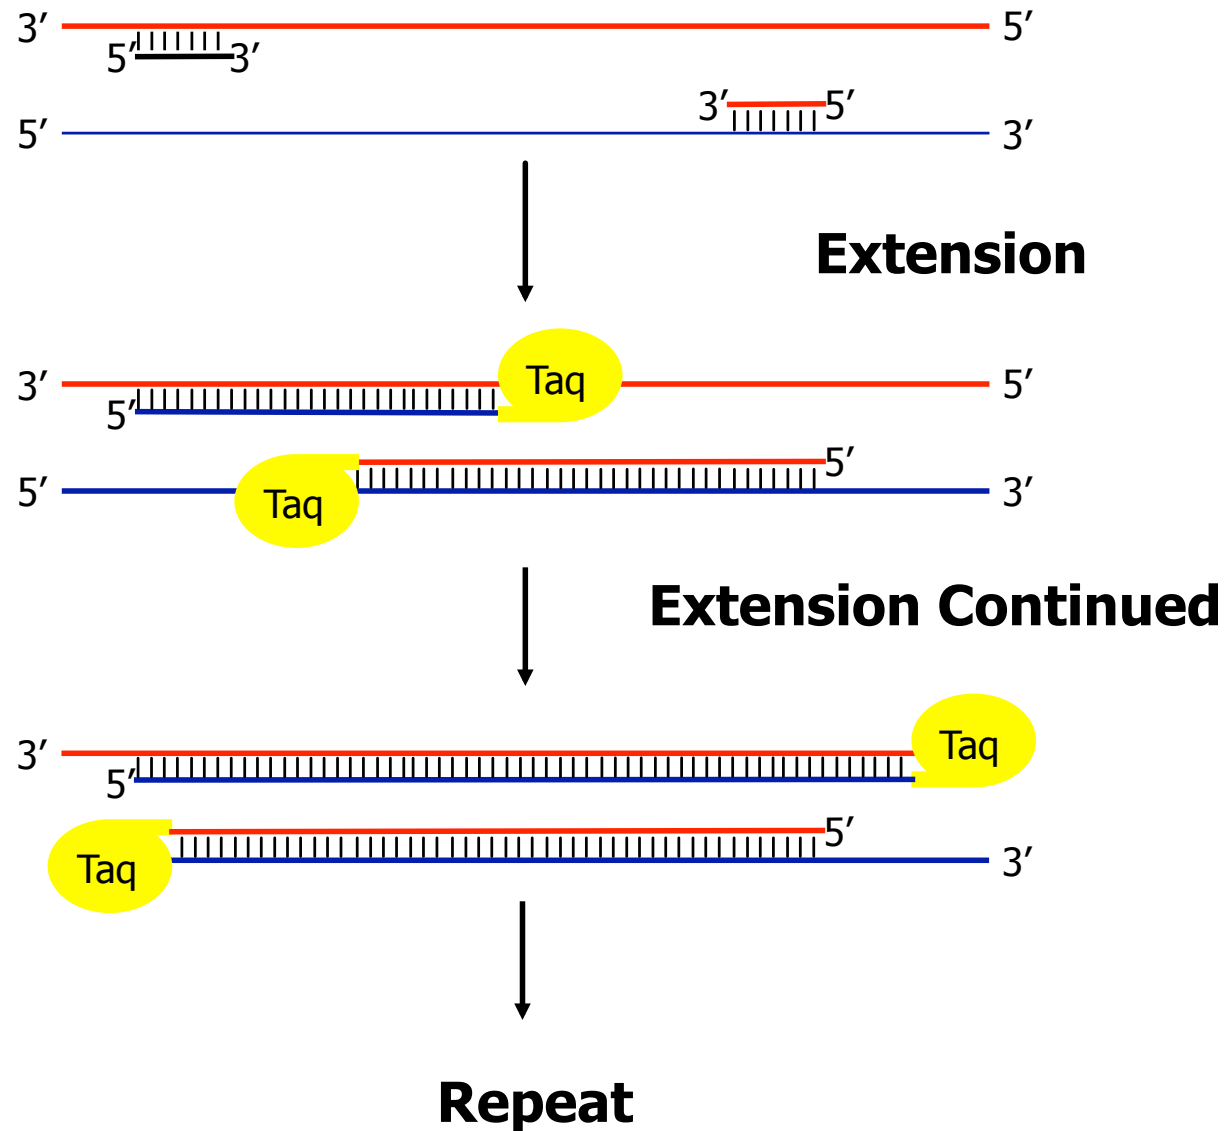 3′ 5′
5′ 3′
3′ 5′
5′ 3′
Extension
Taq
3′ 5′
5′
5′
5′ Taq 3′
Extension Continued
3′ Taq
5′
5′
Taq 3′
Repeat